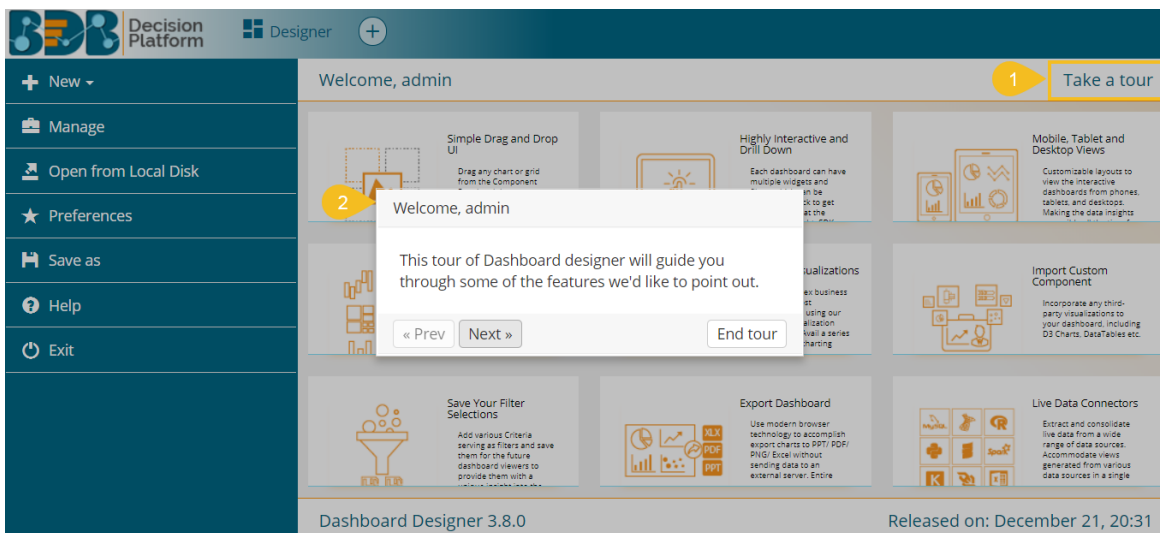 BDB Decision
Platform
Designer
New
Manage
Open from Local Disk
Preferences
Save as
Help
Exit
Welcome, admin
1
Take a tour
Simple Drag and Drop
UI
Drag any chart or grid
from the Component
Highly Interactive and
Drill Down
Each dashboard can have
multiple widgets and
Mobile, Tablet and
Desktop Views
Customizable layouts to
view the interactive
dashboards from phones,
tablets, and desktops.
Making the data insights
2
Welcome, admin
This tour of Dashboard designer will guide you
through some of the features we'd like to point out.
« Prev
Next »
End tour
business
using our
Avail a series
charting
Import Custom
Component
Incorporate any third-
party visualizations to
your dashboard, including
D3 Charts, DataTables etc.
Save Your Filter
Selections
Add various Criteria
serving as filters and save
them for the future
dashboard viewers to
provide them with a
XLX
PDF
PPT
Export Dashboard
Use modern browser
technology to accomplish
export charts to PPT/ PDF/
PNG/ Excel without
sending data to an
external server. Entire
MySQL
R
Spark
K
Live Data Connectors
Extract and consolidate
live data from a wide
range of data sources.
Accommodate views
generated from various
data sources in a single
Dashboard Designer 3.8.0
Released on: December 21, 20:31